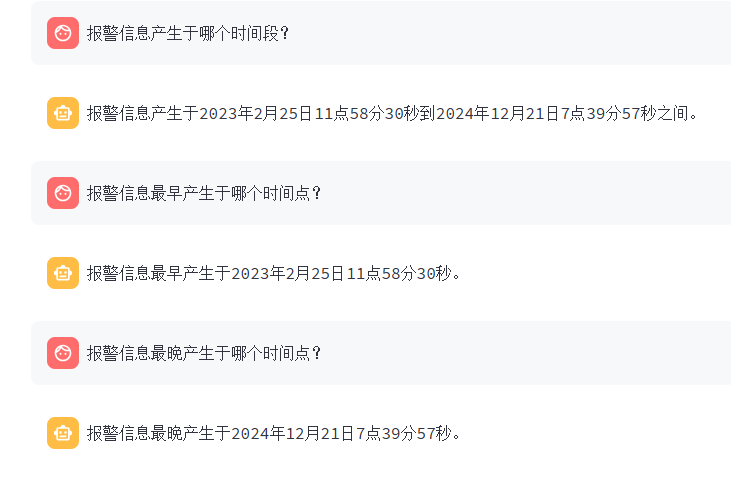 报警信息产生于哪个时间段?
报警信息产生于2023年2月25日11点58分30秒到2024年12月21日7点39分57秒之间。
报警信息最早产生于哪个时间点?
报警信息最早产生于2023年2月25日11点58分30秒。
报警信息最晚产生于哪个时间点?
报警信息最晚产生于2024年12月21日7点39分57秒。